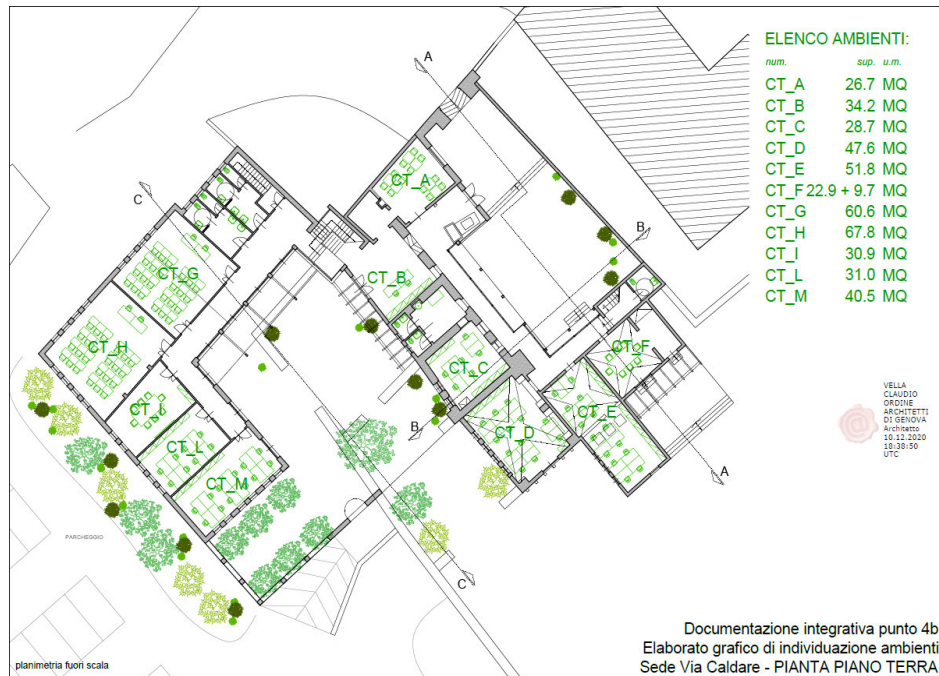 ELENCO AMBIENTI:
num. sup. u.m.
CT_A 26.7 MQ
CT_B 34.2 MQ
CT_C 28.7 MQ
CT_D 47.6 MQ
CT_E 51.8 MQ
CT_F 22.9 + 9.7 MQ
CT_G 60.6 MQ
CT_H 67.8 MQ
CT_I 30.9 MQ
CT_L 31.0 MQ
CT_M 40.5 MQ
A
C
CT_A
B
CT_G
CT_B
CT_H
CT_F
CT_C
CT_I
CT_E
B
CT_D
CT_L
A
CT_M
PARCHEGGIO
C
VELLA
CLAUDIO
ORDINE
ARCHITETTI
DI GENOVA
Architetto
10.12.2020
18:38:50
UTC
Documentazione integrativa punto 4b
Elaborato grafico di individuazione ambienti
Sede Via Caldare - PIANTA PIANO TERRA
planimetria fuori scala